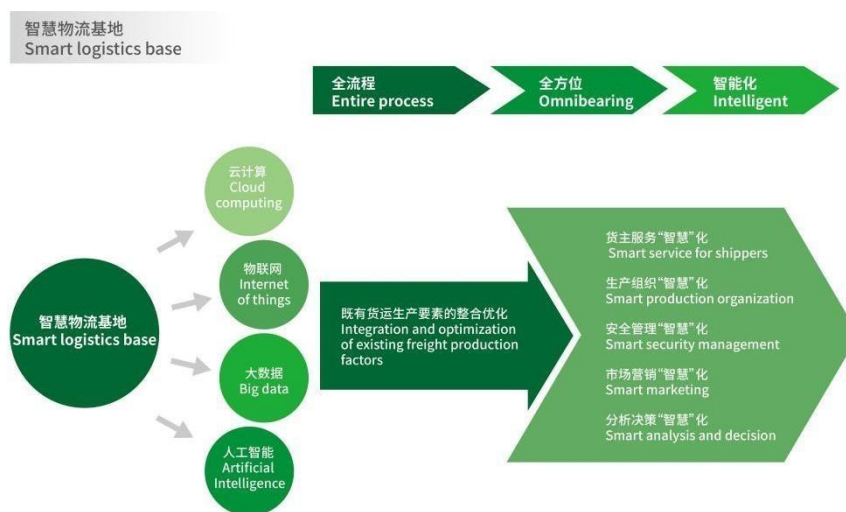 智慧物流基地
Smart logistics base
全流程
Entire process
全方位
Omnibearing
智能化
Intelligent
云计算
Cloud
computing
物联网
Internet
of things
智慧物流基地
Smart logistics base
大数据
Big data
人工智能
Artificial
Intelligence
既有货运生产要素的整合优化
Integration and optimization
of existing freight production
factors
货主服务“智慧”化
Smart service for shippers
生产组织“智慧”化
Smart production organization
安全管理“智慧”化
Smart security management
市场营销“智慧”化
Smart marketing
分析决策“智慧”化
Smart analysis and decision